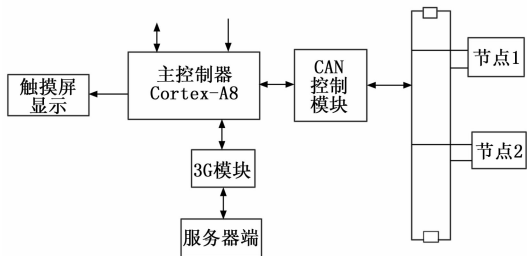 主控制器
Cortex-A8
CAN
控制
模块
节点1
触摸屏
显示
节点2
3G模块
服务器端